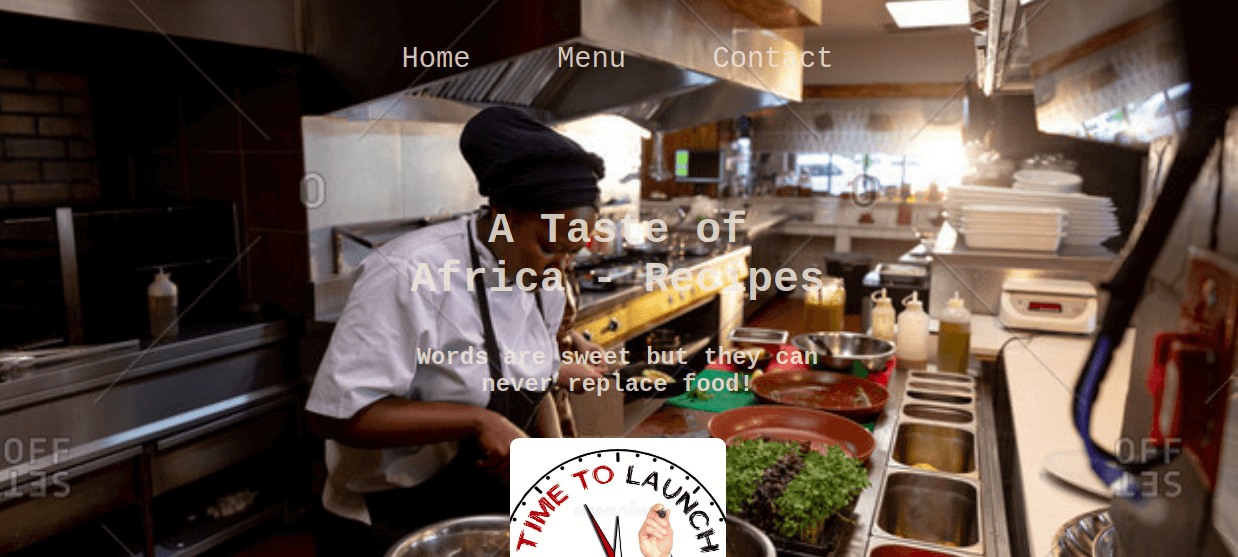 Home Menu Contact
A Taste of
Africa - Recipes
Words are sweet but they can
never replace food!
TIME TO LAUNCH
OFF
SET
OFF
SET